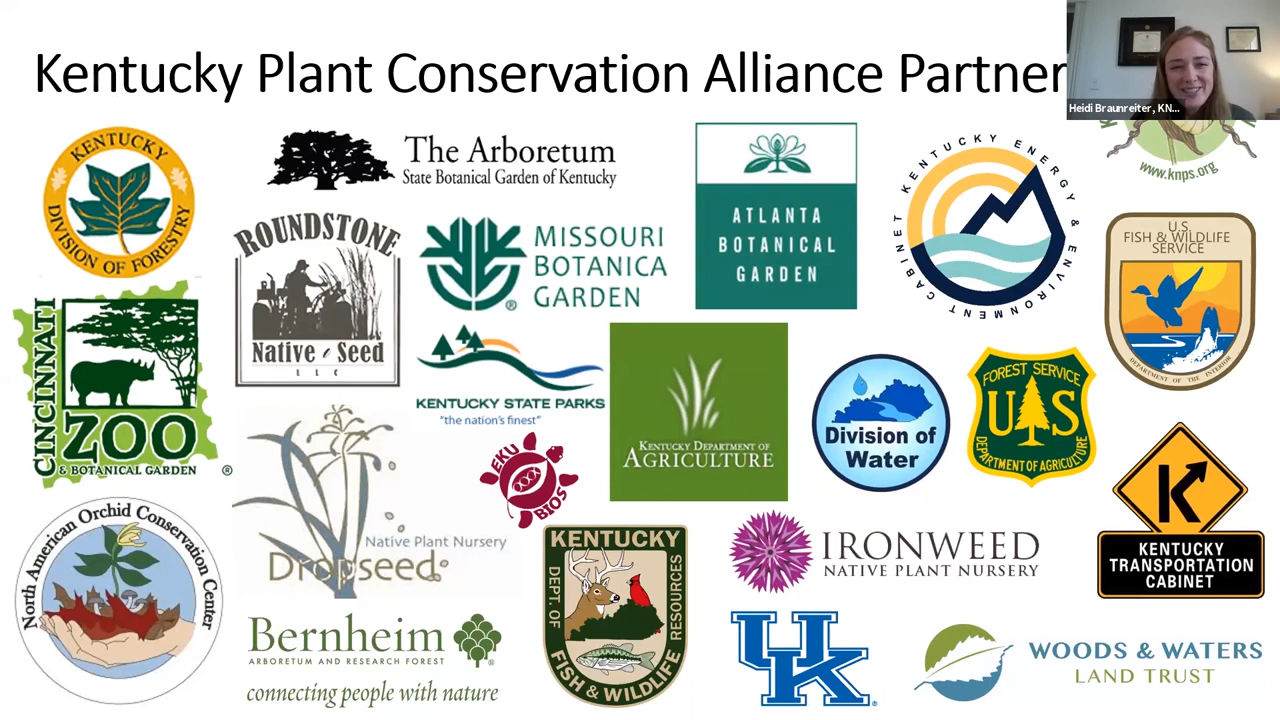 Kentucky Plant Conservation Alliance Partner
Heidi Braunreiter, KN...
KENTUCKY
DIVISION OF FORESTRY
The Arboretum
State Botanical Garden of Kentucky
ATLANTA
BOTANICAL
GARDEN
KENTUCKY ENERGY & ENVIRONMENT CABINET
www.knps.org
ROUNDSTONE
Native e Seed
LLC
MISSOURI
BOTANICA
GARDEN
®
U.S.
FISH & WILDLIFE
SERVICE
DEPARTMENT OF THE INTERIOR
CINCINNATI
ZOO
& BOTANICAL GARDEN ®
KENTUCKY STATE PARKS
"the nation's finest"
KENTUCKY DEPARTMENT OF
AGRICULTURE
Division of
Water
FOREST SERVICE
US
DEPARTMENT OF AGRICULTURE
EKU
BIOS
K
KENTUCKY
TRANSPORTATION
CABINET
North American Orchid Conservation Center
Native Plant Nursery
Dropseed
KENTUCKY
DEPT. OF
FISH & WILDLIFE
RESOURCES
IRONWEED
NATIVE PLANT NURSERY
Bernheim
ARBORETUM AND RESEARCH FOREST ®
connecting people with nature
UK
®
WOODS & WATERS
LAND TRUST